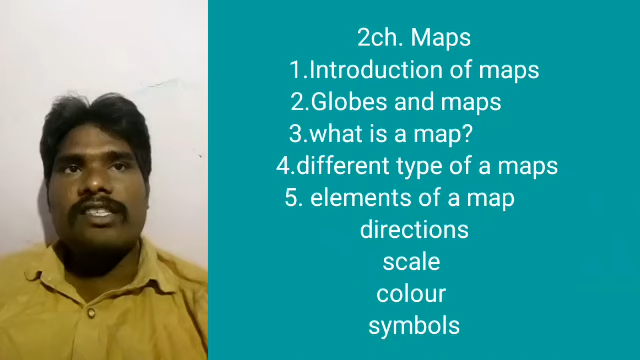 2ch. Maps
1.Introduction of maps
2.Globes and maps
3.what is a map?
4.different type of a maps
5. elements of a map
directions
scale
colour
symbols